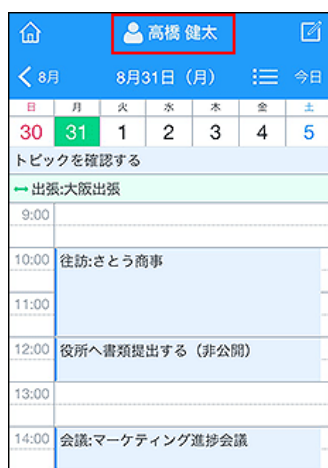 高橋 健太
8月 8月31日（月） 今日
日 月 火 水 木 金 土
30 31 1 2 3 4 5
トピックを確認する
出張:大阪出張
9:00
10:00 往訪:さとう商事
11:00
12:00 役所へ書類提出する（非公開）
13:00
14:00 会議:マーケティング進捗会議